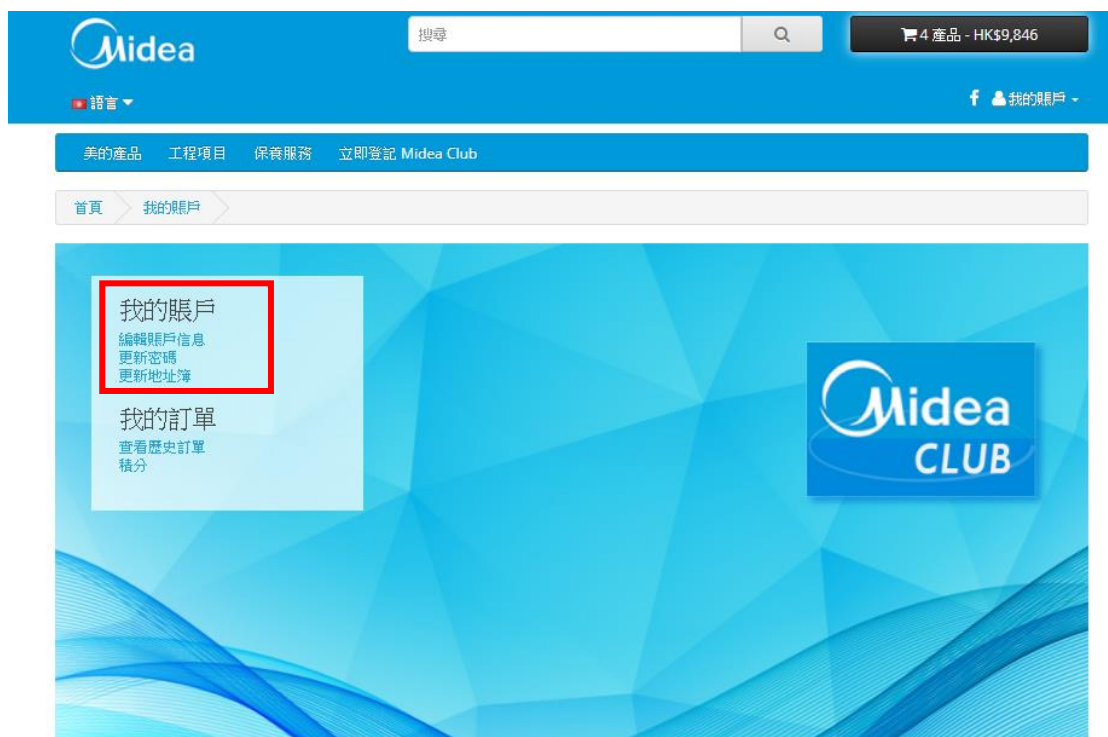 Midea
搜尋
4 產品 - HK$9,846
語言
我的賬戶
美的產品 工程項目 保養服務 立即登記 Midea Club
首頁 我的賬戶
我的賬戶
編輯賬戶信息
更新密碼
更新地址簿
我的訂單
查看歷史訂單
積分
Midea
CLUB